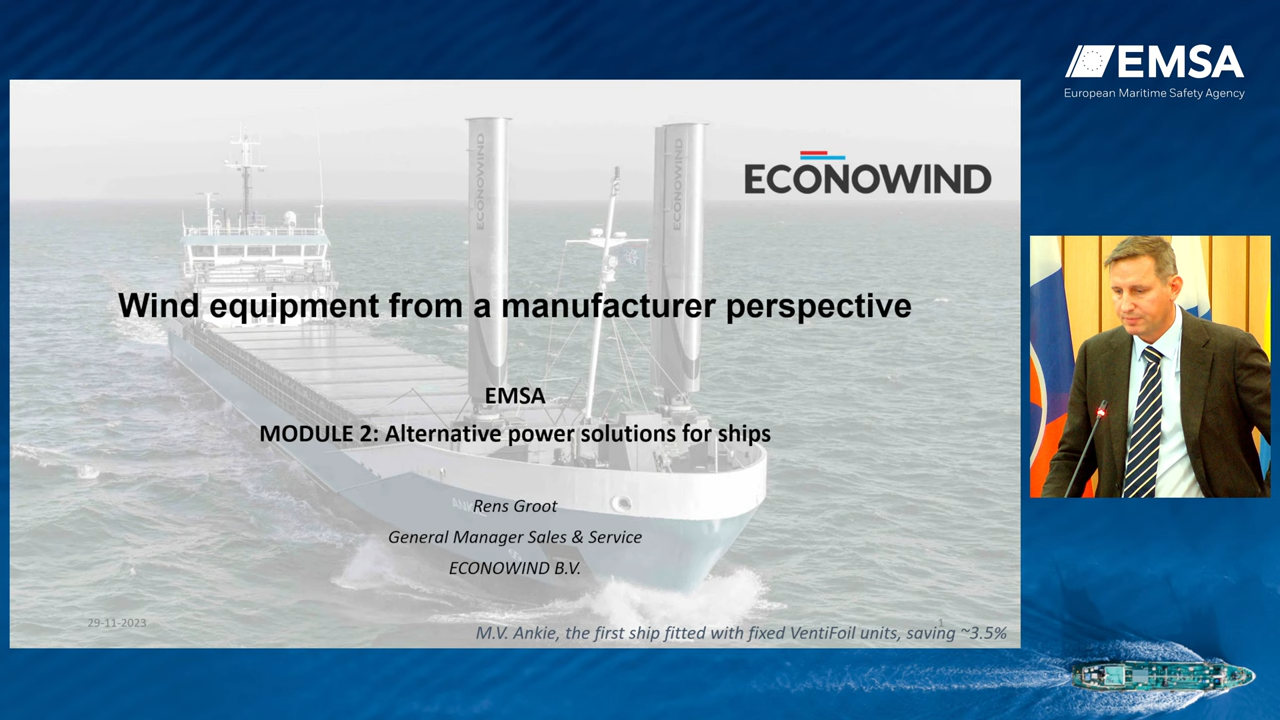 EMSA
European Maritime Safety Agency
ECONOWIND
ECONOWIND
ECONOWIND
Wind equipment from a manufacturer perspective
EMSA
MODULE 2: Alternative power solutions for ships
ANKIE
Rens Groot
General Manager Sales & Service
ECONOWIND B.V.
29-11-2023
1
M.V. Ankie, the first ship fitted with fixed VentiFoil units, saving ~3.5%